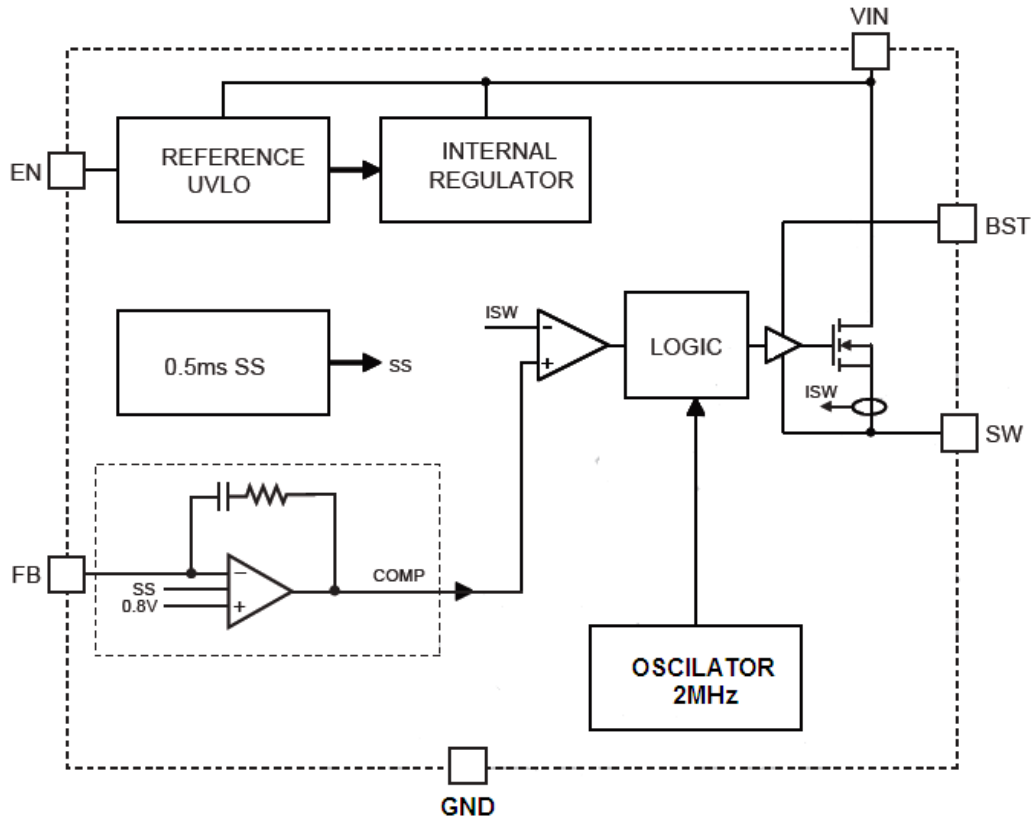 VIN
REFERENCE
UVLO
INTERNAL
REGULATOR
EN
BST
0.5ms SS
SS
ISW
−
+
LOGIC
ISW
SW
FB
−
SS
0.8V
+
COMP
OSCILATOR
2MHz
GND